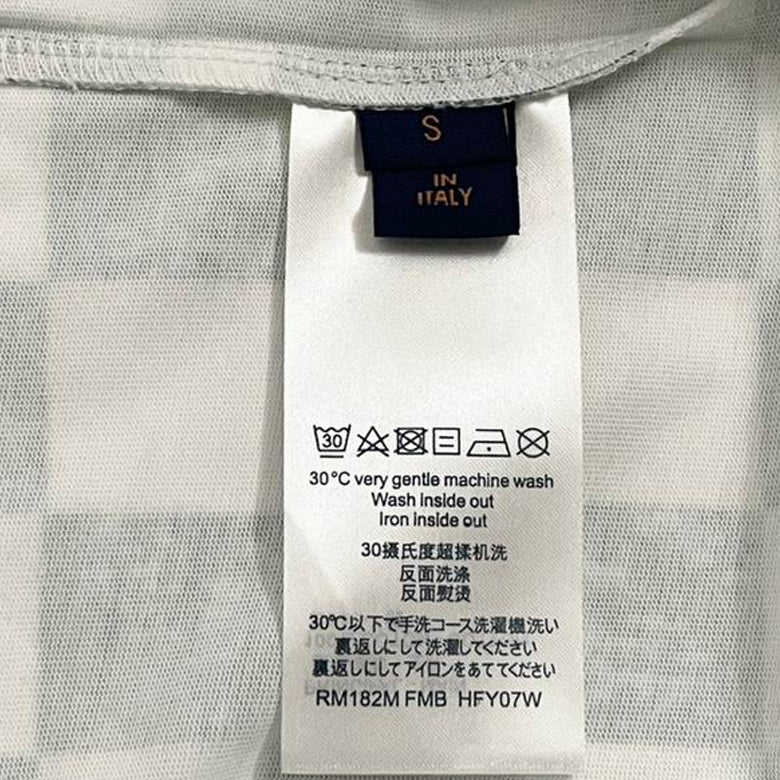 S
IN
ITALY
30
30°C very gentle machine wash
Wash inside out
Iron inside out
30摄氏度超揉机洗
反面洗涤
反面熨烫
30℃以下で手洗コース洗濯機洗い
裏返しにして洗濯してください
裏返しにしてアイロンをあててください
RM182M FMB HFY07W